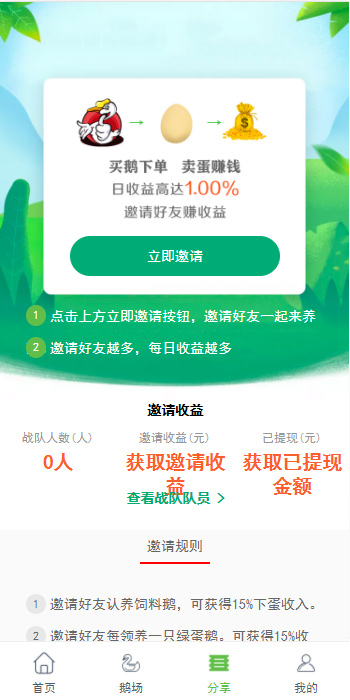 买鹅下单 卖蛋赚钱
日收益高达1.00%
邀请好友赚收益
立即邀请
1 点击上方立即邀请按钮，邀请好友一起来养
2 邀请好友越多，每日收益越多
邀请收益
战队人数(人) 邀请收益(元) 已提现(元)
0人 获取邀请收益 获取已提现金额
查看战队队员 >
邀请规则
1 邀请好友认养饲料鹅，可获得15%下蛋收入。
2 邀请好友每领养一只绿蛋鹅。可获得15%收
首页 鹅场 分享 我的